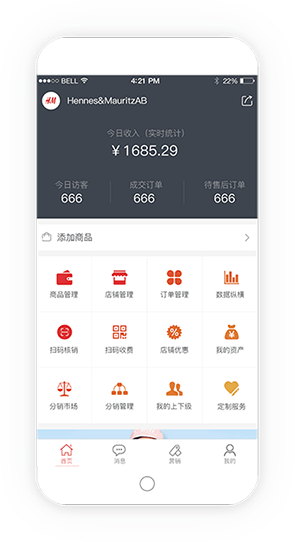 BELL 4:21 PM 22%
H&M Hennes&MauritzAB
今日收入（实时统计）
￥1685.29
今日访客 成交订单 待售后订单
666 666 666
添加商品
商品管理 店铺管理 订单管理 数据纵横
扫码核销 扫码收费 店铺优惠 我的资产
分销市场 分销管理 我的上下级 定制服务
首页 消息 营销 我的